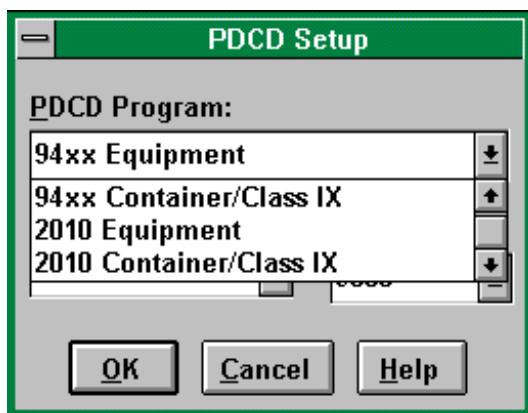 PDCD Setup
PDCD Program:
94xx Equipment
94xx Container/Class IX
2010 Equipment
2010 Container/Class IX
OK Cancel Help